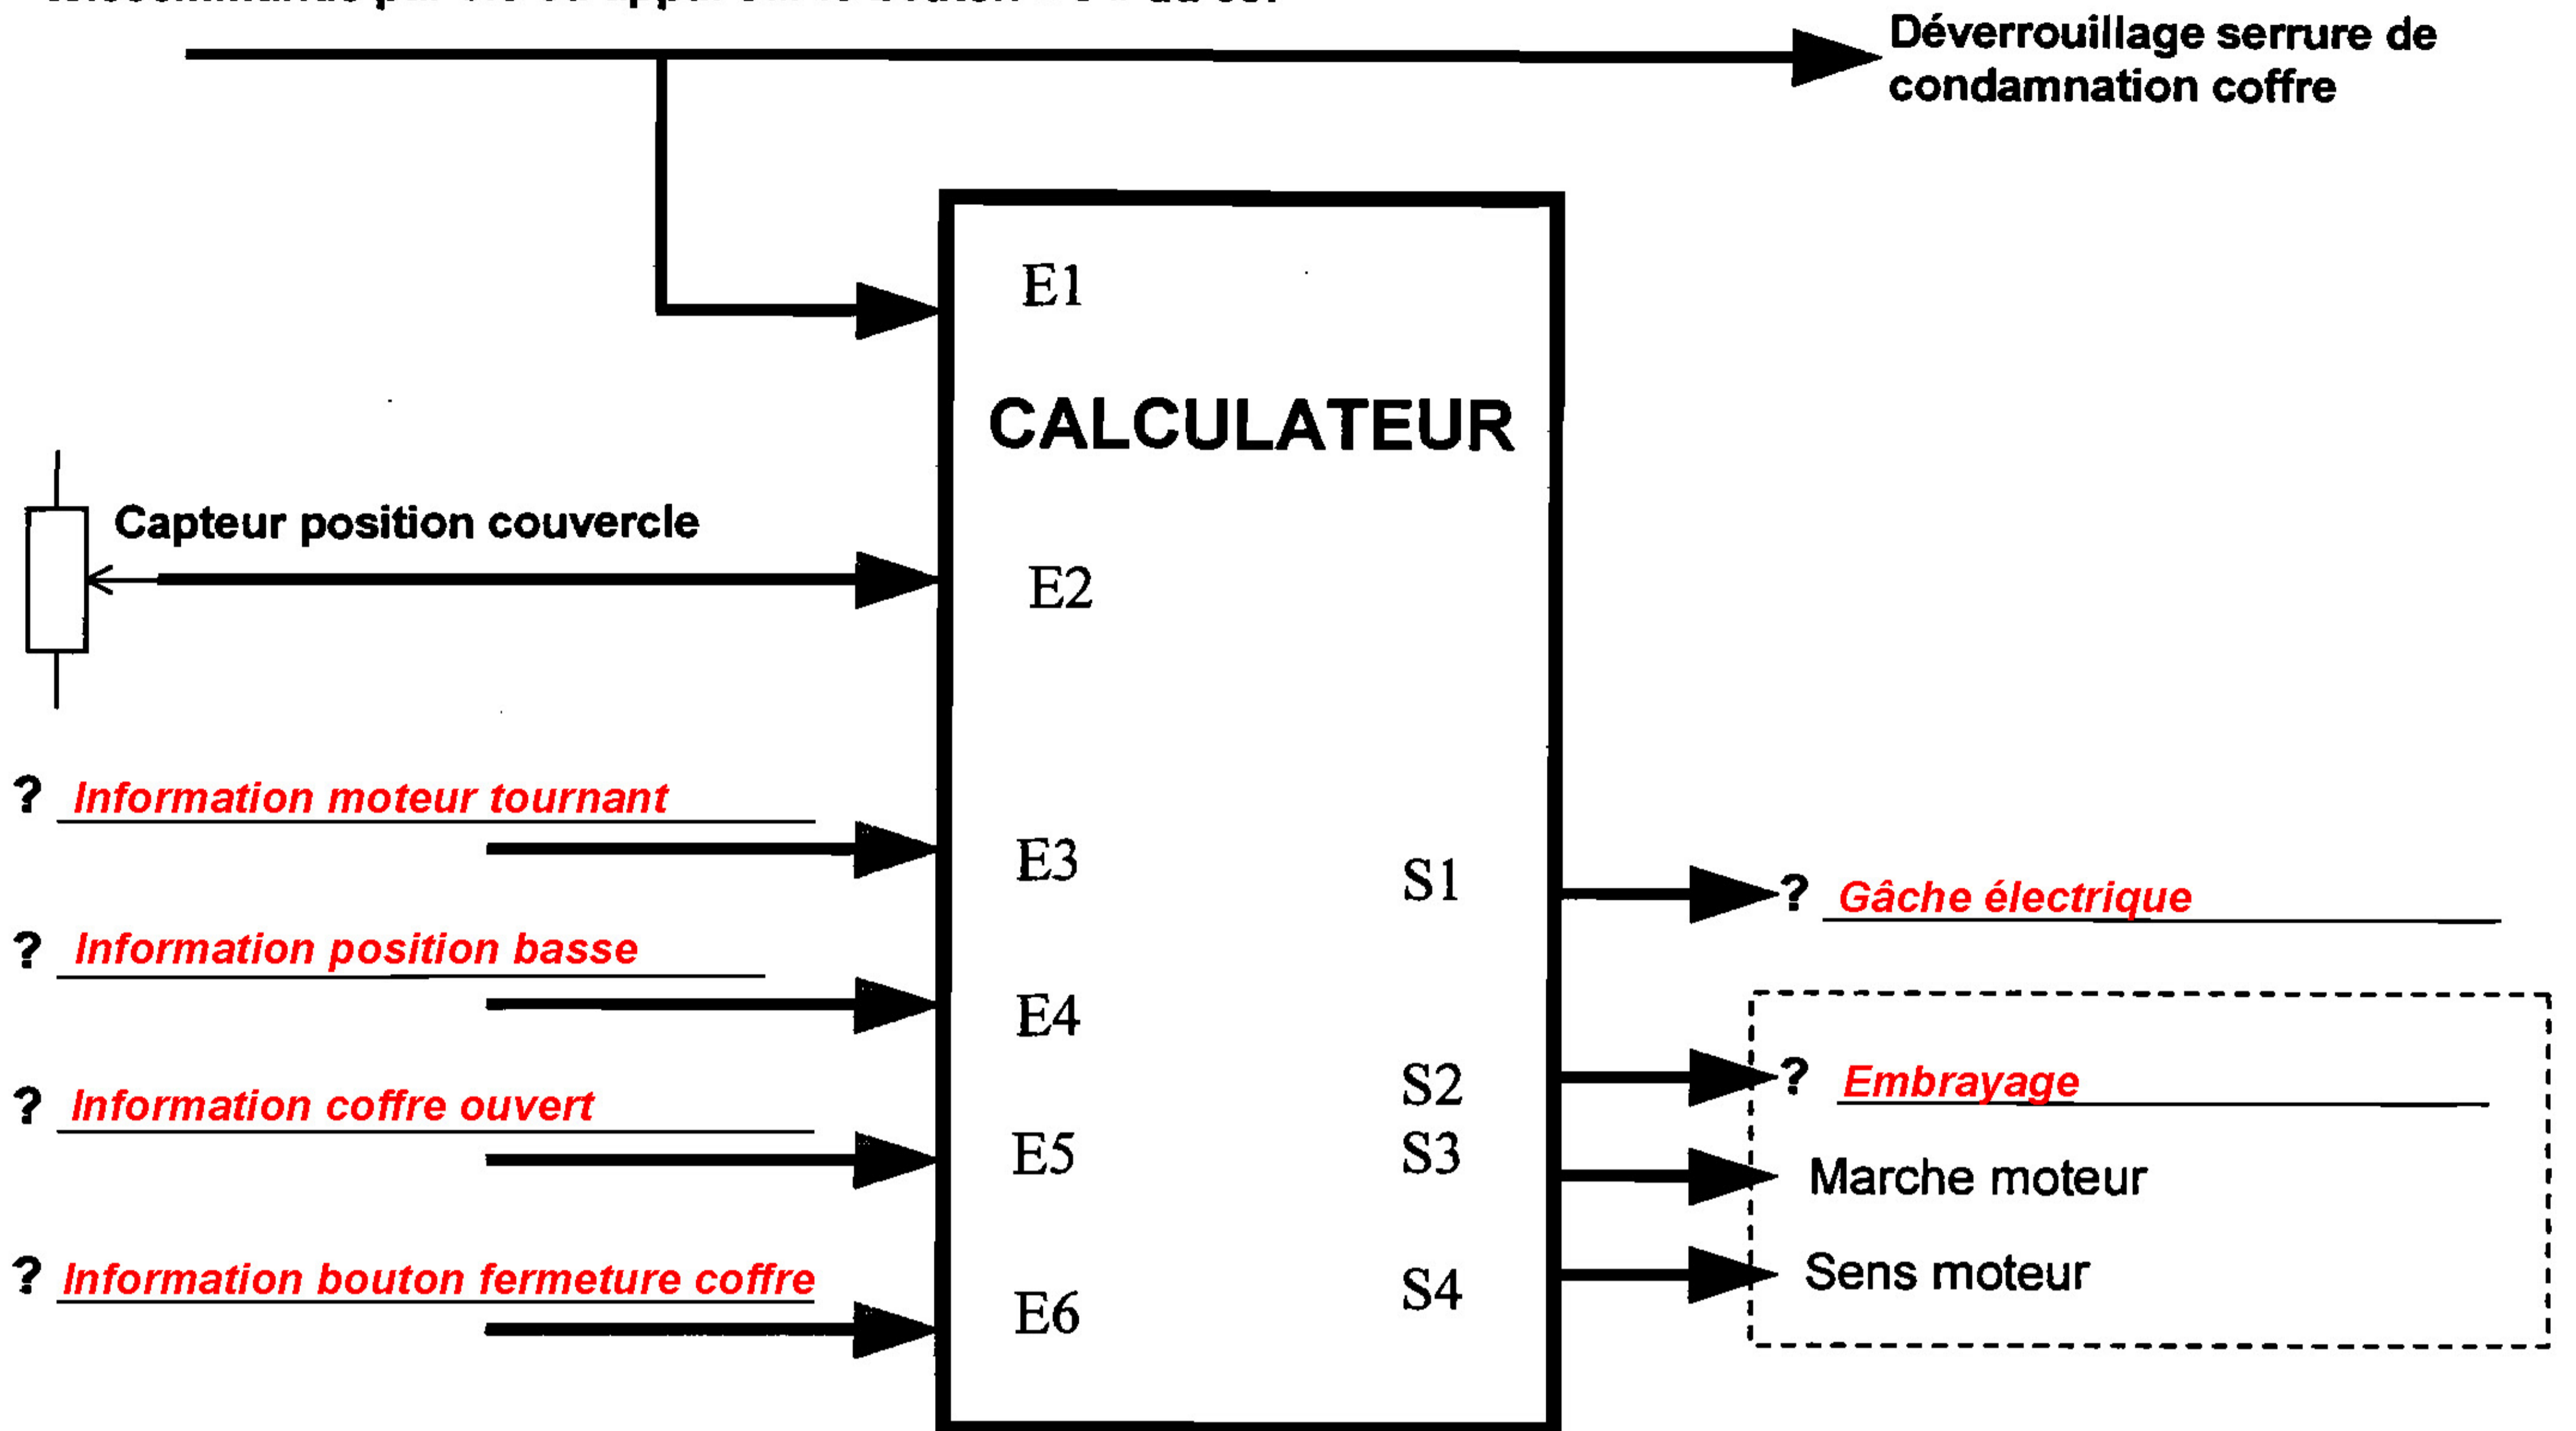 Déverrouillage serrure de
condamnation coffre
E1
CALCULATEUR
Capteur position couvercle
E2
? Information moteur tournant
E3
S1
? Gâche électrique
? Information position basse
E4
S2
? Embrayage
? Information coffre ouvert
E5
S3
Marche moteur
? Information bouton fermeture coffre
E6
S4
Sens moteur